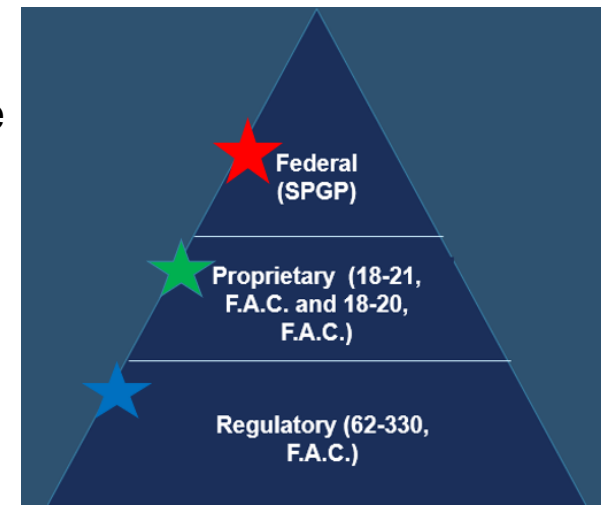 e
Federal
(SPGP)
Proprietary (18-21,
F.A.C. and 18-20,
F.A.C.)
Regulatory (62-330,
F.A.C.)